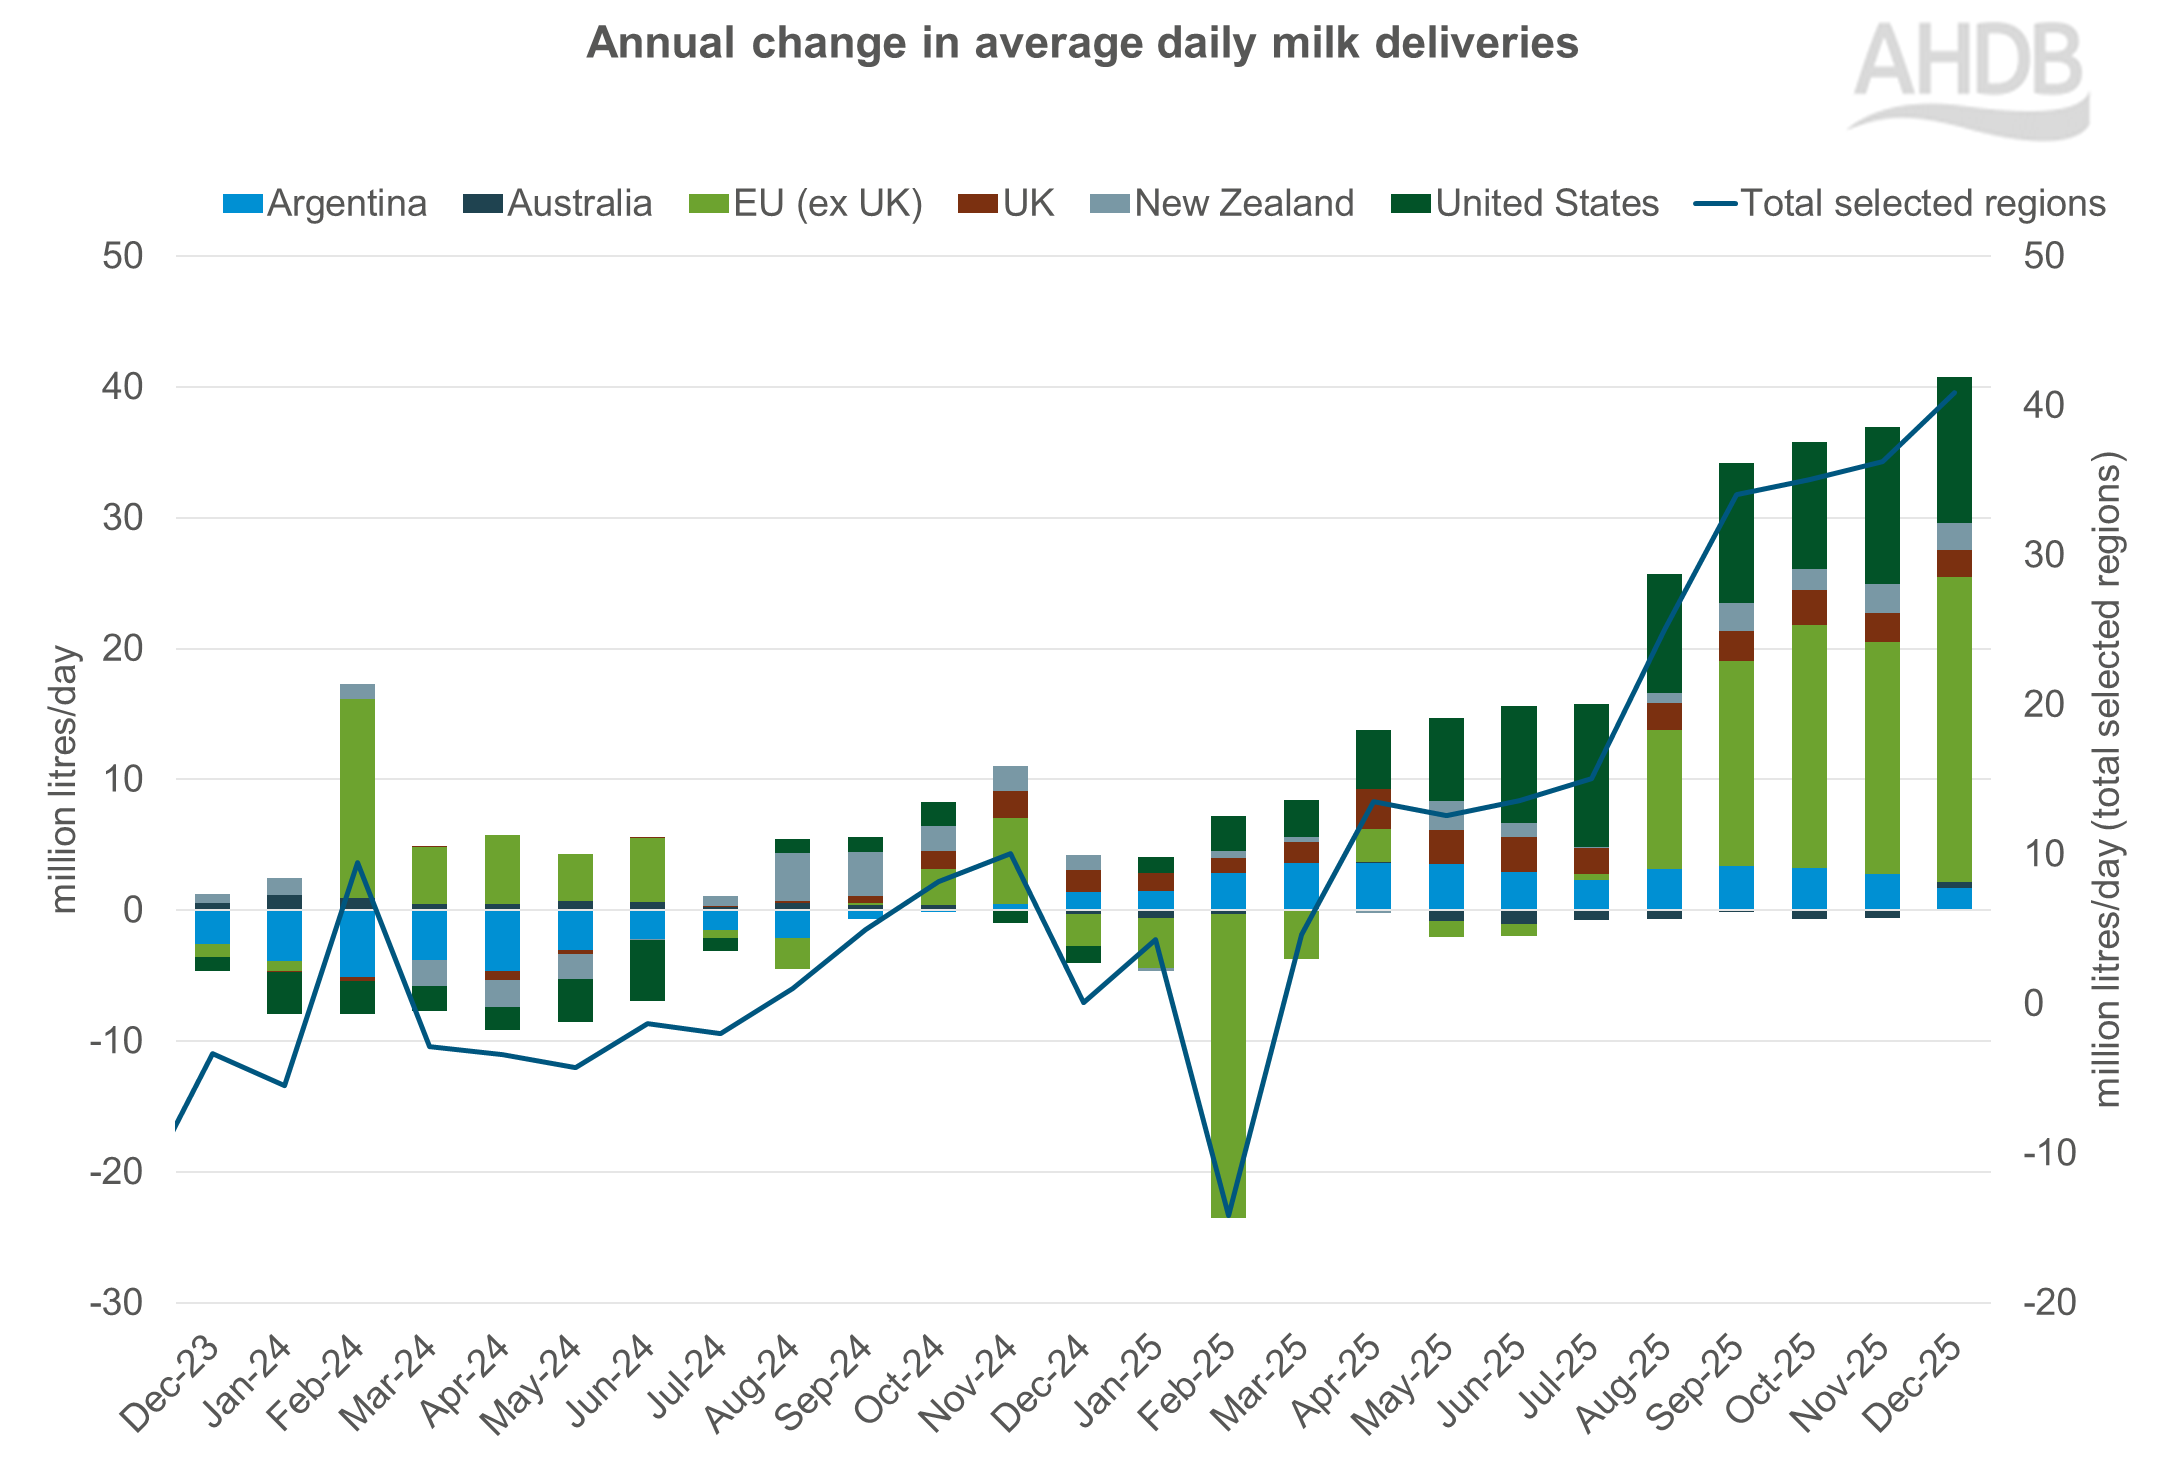 Annual change in average daily milk deliveries
AHDB
Argentina Australia EU (ex UK) UK New Zealand United States Total selected regions
50
40
30
20
10
0
-10
-20
-30
million litres/day
50
40
30
20
10
0
-10
-20
million litres/day (total selected regions)
Dec-23
Jan-24
Feb-24
Mar-24
Apr-24
May-24
Jun-24
Jul-24
Aug-24
Sep-24
Oct-24
Nov-24
Dec-24
Jan-25
Feb-25
Mar-25
Apr-25
May-25
Jun-25
Jul-25
Aug-25
Sep-25
Oct-25
Nov-25
Dec-25